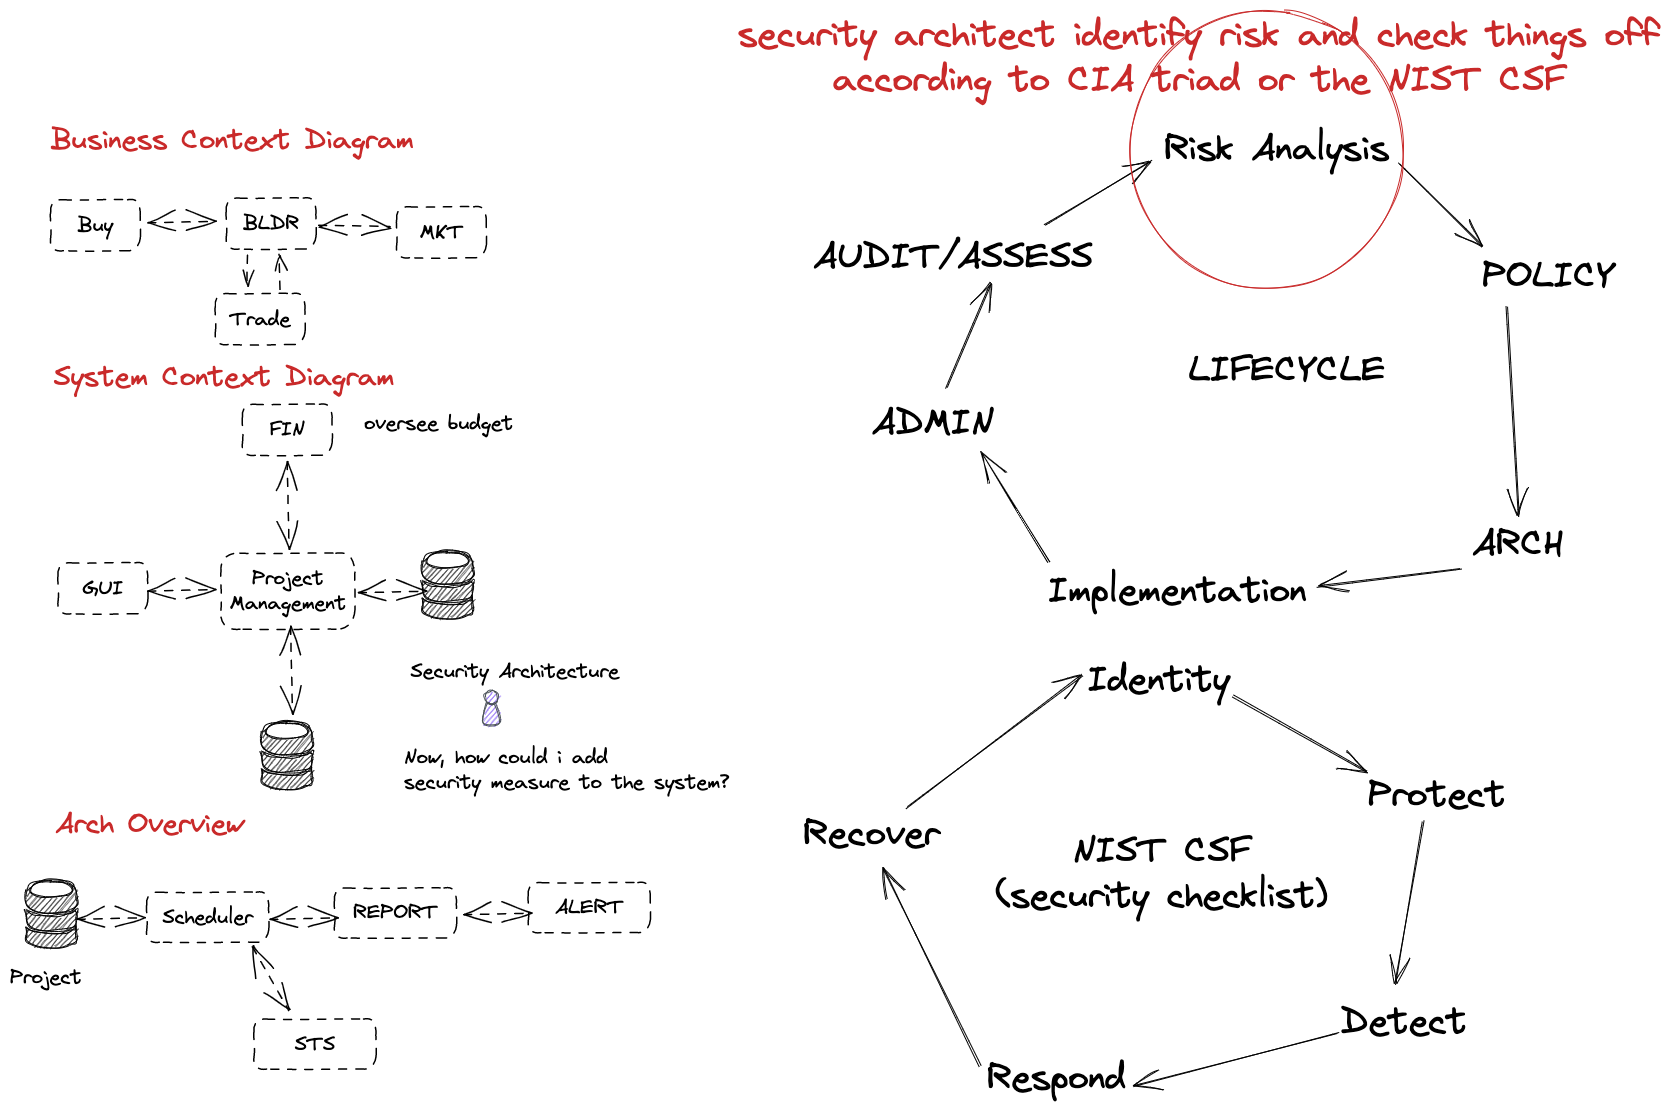 security architect identify risk and check things off
according to CIA triad or the NIST CSF
Business Context Diagram
Buy
BLDR
MKT
Trade
System Context Diagram
FIN
oversee budget
GUI
Project
Management
Security Architecture
Now, how could i add
security measure to the system?
Arch Overview
Project
Scheduler
REPORT
ALERT
STS
Risk Analysis
POLICY
ARCH
Implementation
ADMIN
AUDIT/ASSESS
LIFECYCLE
Identity
Protect
Detect
Respond
Recover
NIST CSF
(security checklist)